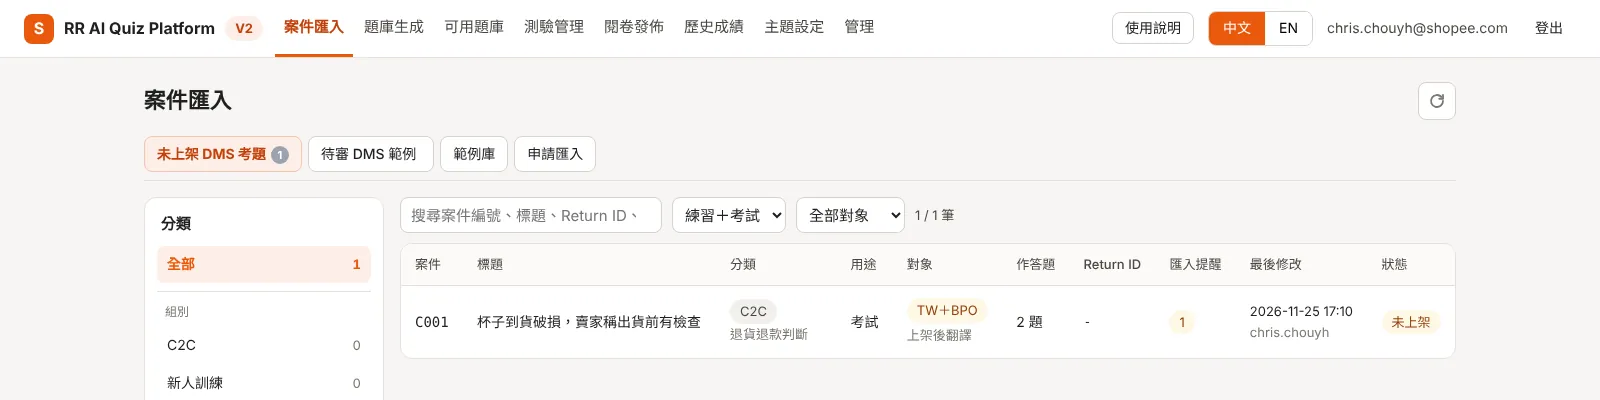 S RR AI Quiz Platform V2 案件匯入 題庫生成 可用題庫 測驗管理 閱卷發佈 歷史成績 主題設定 管理 使用說明 中文 EN chris.chouyh@shopee.com 登出
案件匯入
未上架 DMS 考題 1 待審 DMS 範例 範例庫 申請匯入
分類
全部 1
組別
C2C 0
新人訓練 0
搜尋案件編號、標題、Return ID、 練習＋考試 全部對象 1 / 1 筆
案件 標題 分類 用途 對象 作答題 Return ID 匯入提醒 最後修改 狀態
C001 杯子到貨破損，賣家稱出貨前有檢查 C2C 考試 TW＋BPO 2 題 - 1 2026-11-25 17:10 未上架
退貨退款判斷 上架後翻譯 chris.chouyh